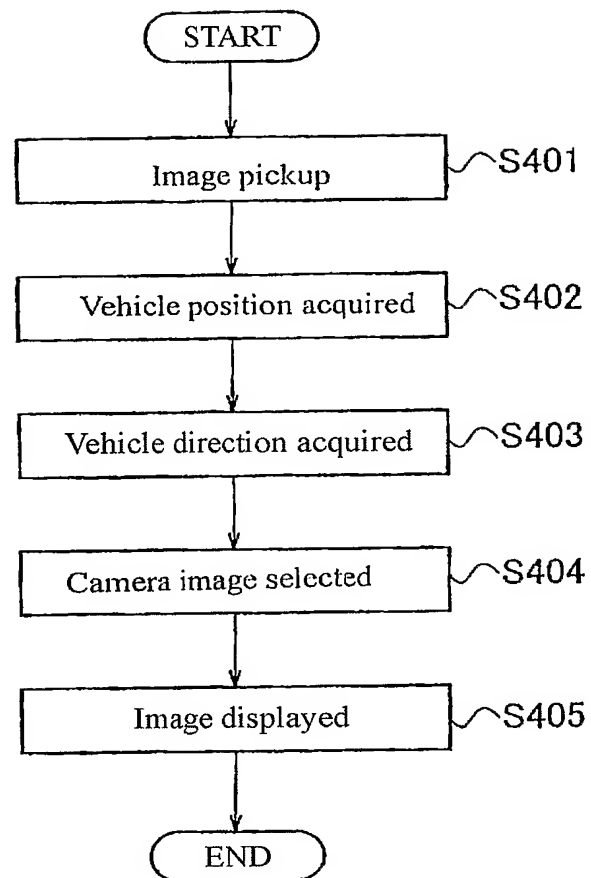 START
Image pickup S401
Vehicle position acquired S402
Vehicle direction acquired S403
Camera image selected S404
Image displayed S405
END